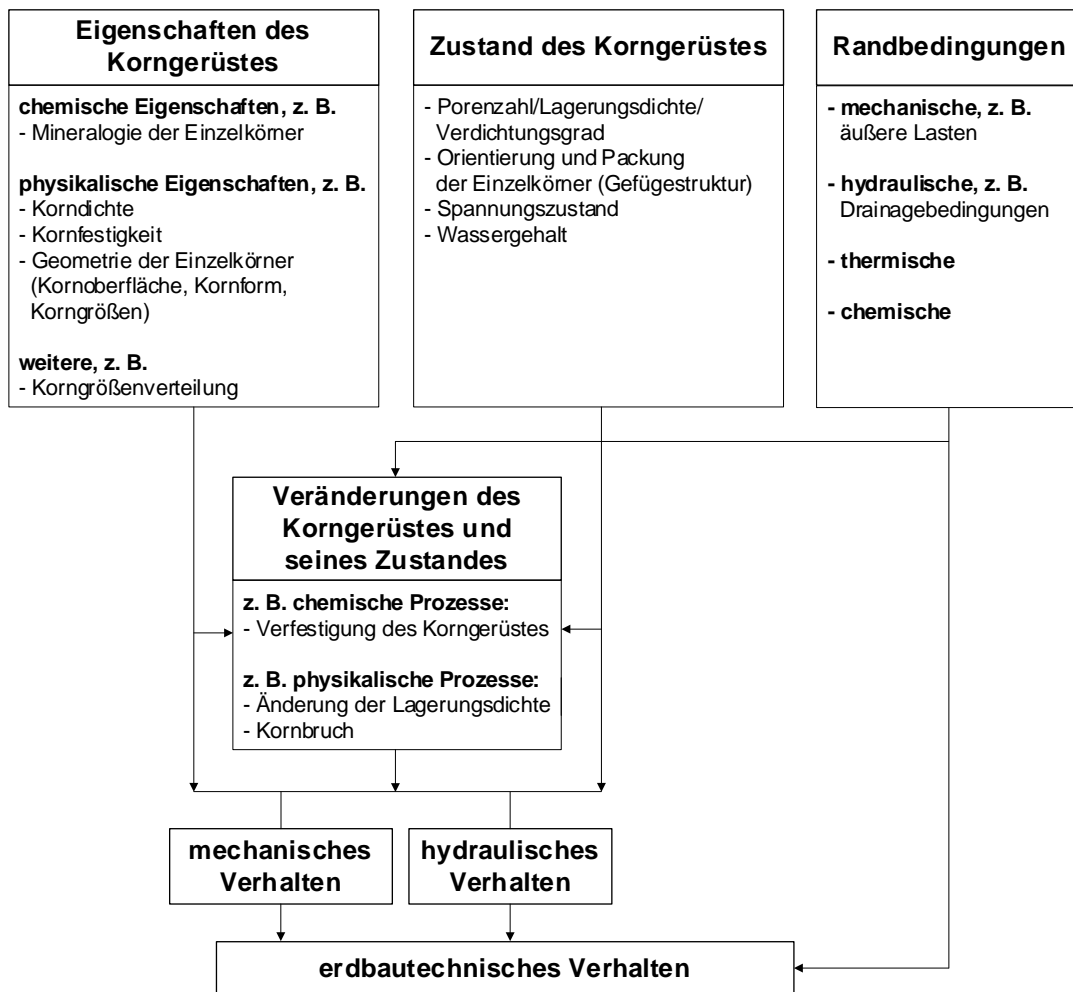 Eigenschaften des
Korngerüstes
chemische Eigenschaften, z. B.
- Mineralogie der Einzelkörner
physikalische Eigenschaften, z. B.
- Korndichte
- Kornfestigkeit
- Geometrie der Einzelkörner
(Kornoberfläche, Kornform,
Korngrößen)
weitere, z. B.
- Korngrößenverteilung
Zustand des Korngerüstes
- Porenzahl/Lagerungsdichte/
Verdichtungsgrad
- Orientierung und Packung
der Einzelkörner (Gefügestruktur)
- Spannungszustand
- Wassergehalt
Randbedingungen
- mechanische, z. B.
äußere Lasten
- hydraulische, z. B.
Drainagebedingungen
- thermische
- chemische
Veränderungen des
Korngerüstes und
seines Zustandes
z. B. chemische Prozesse:
- Verfestigung des Korngerüstes
z. B. physikalische Prozesse:
- Änderung der Lagerungsdichte
- Kornbruch
mechanisches
Verhalten
hydraulisches
Verhalten
erdbautechnisches Verhalten